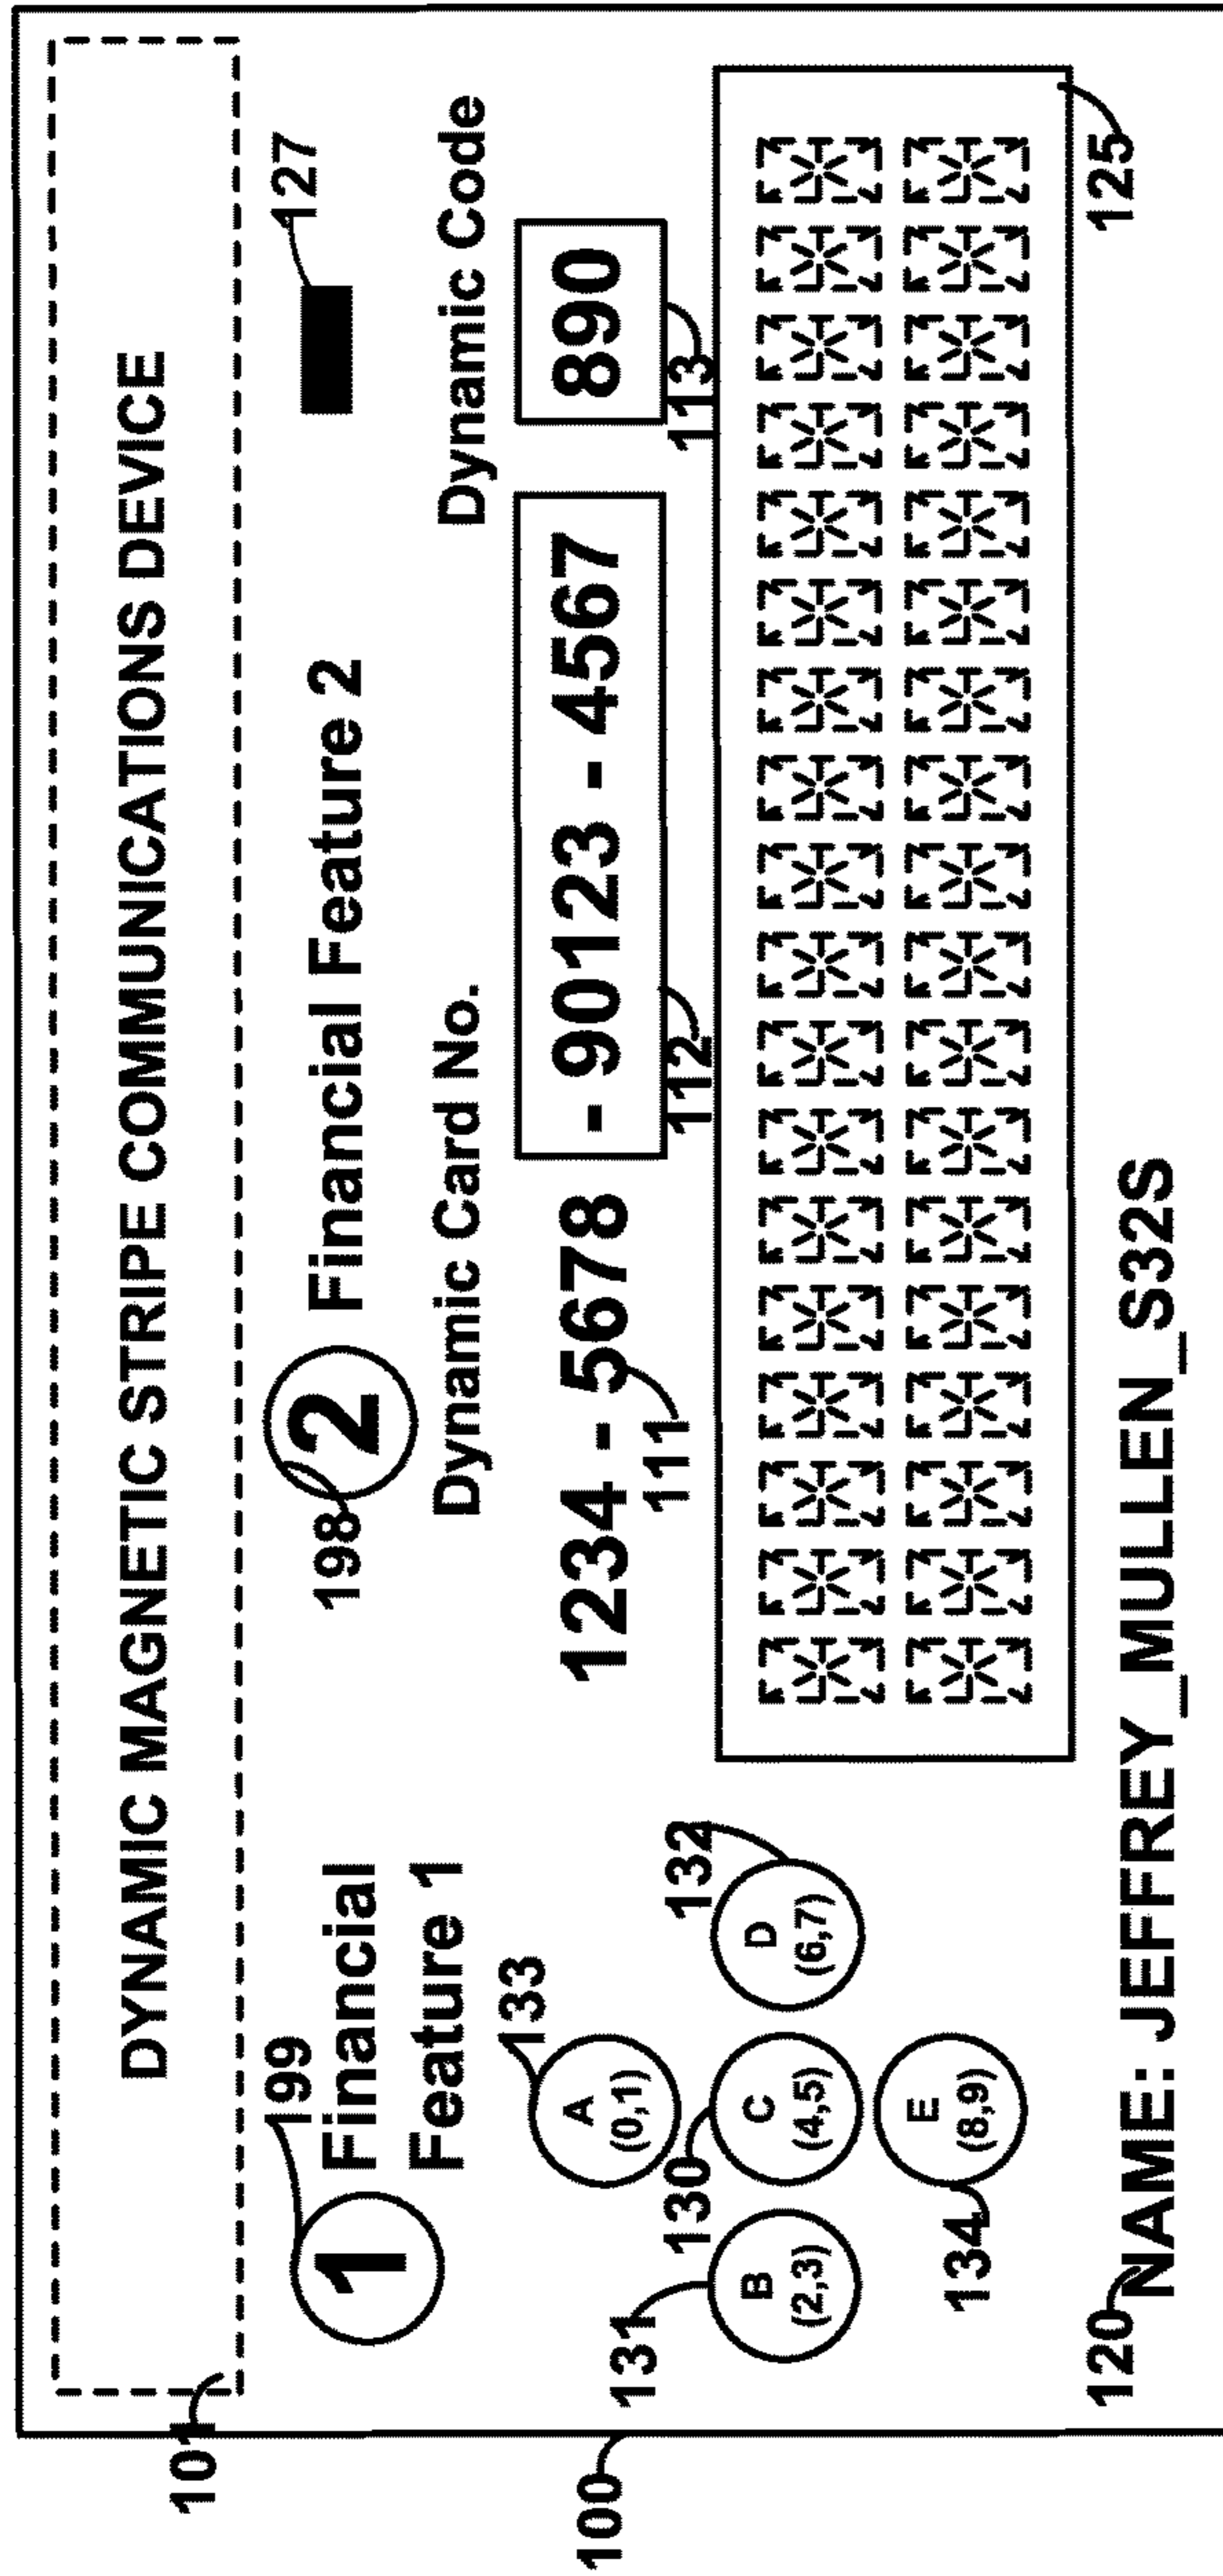 DYNAMIC MAGNETIC STRIPE COMMUNICATIONS DEVICE
101
199
1 Financial
Feature 1
198
2 Financial Feature 2
127
Dynamic Card No.
Dynamic Code
1234 - 5678 - 90123 - 4567
890
111
112
113
133
A
(0,1)
132
D
(6,7)
130
C
(4,5)
131
B
(2,3)
E
(8,9)
134
100
125
120
NAME: JEFFREY_MULLEN_S32S